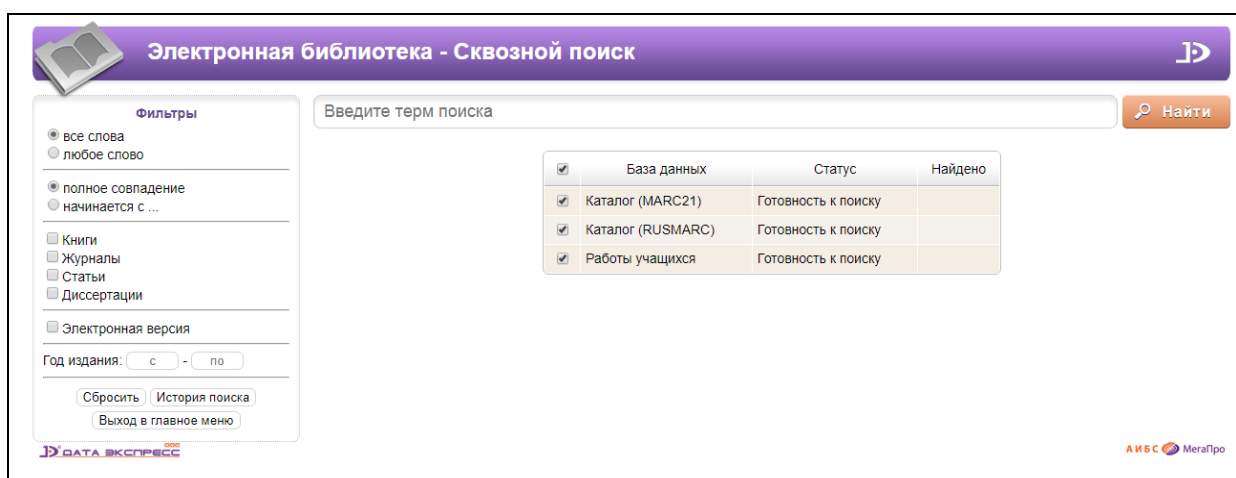 Электронная библиотека - Сквозной поиск
Фильтры
все слова
любое слово
полное совпадение
начинается с ...
Книги
Журналы
Статьи
Диссертации
Электронная версия
Год издания: с - по
Сбросить История поиска
Выход в главное меню
ДАТА ЭКСПРЕСС
Введите терм поиска Найти
База данных Статус Найдено
Каталог (MARC21) Готовность к поиску
Каталог (RUSMARC) Готовность к поиску
Работы учащихся Готовность к поиску
АИБС МегаПро